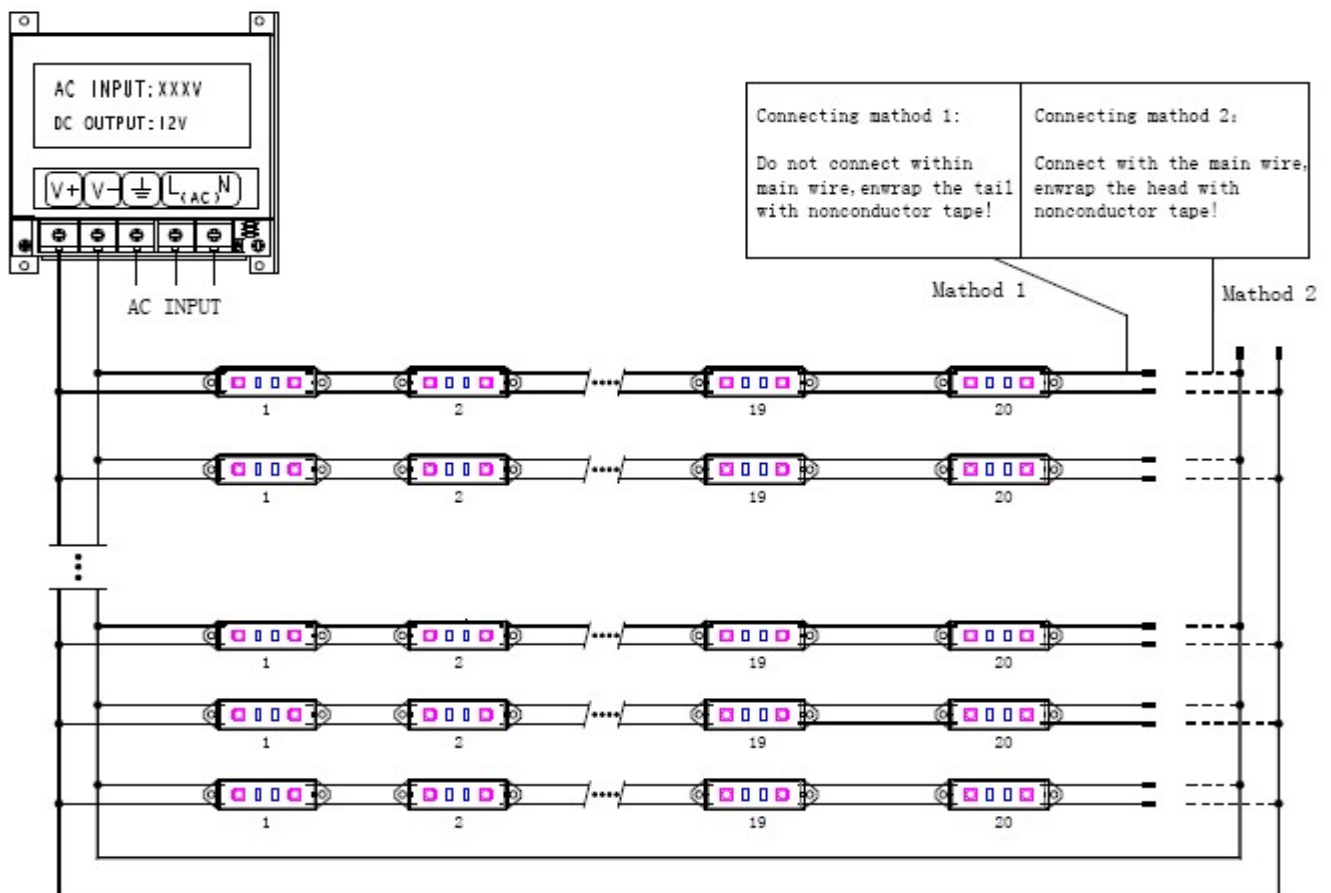 AC INPUT:XXXV
DC OUTPUT:12V
V+ V- L(AC)N
AC INPUT
Connecting mathod 1:
Do not connect within
main wire,enwrap the tail
with nonconductor tape!
Connecting mathod 2:
Connect with the main wire,
enwrap the head with
nonconductor tape!
Mathod 1
Mathod 2
1 2 19 20
1 2 19 20
1 2 19 20
1 2 19 20
1 2 19 20